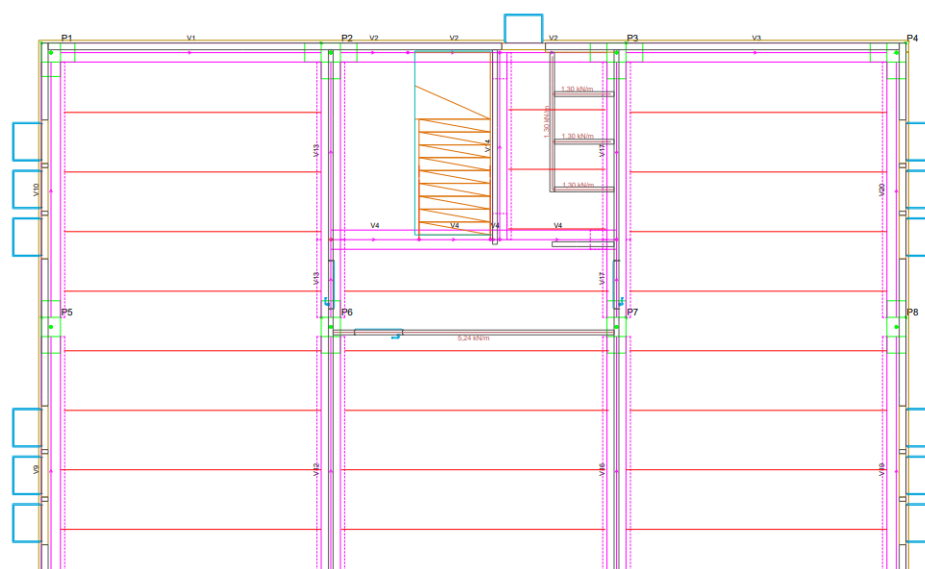 P1
V1
P2
V2
V2
V2
P3
V3
P4
1,30 kN/m
1,30 kN/m
V13
V14
1,30 kN/m
V17
1,30 kN/m
V10
V20
V4
V4
V4
V4
V13
V17
P5
P6
P7
P8
5,24 kN/m
V9
V12
V16
V19